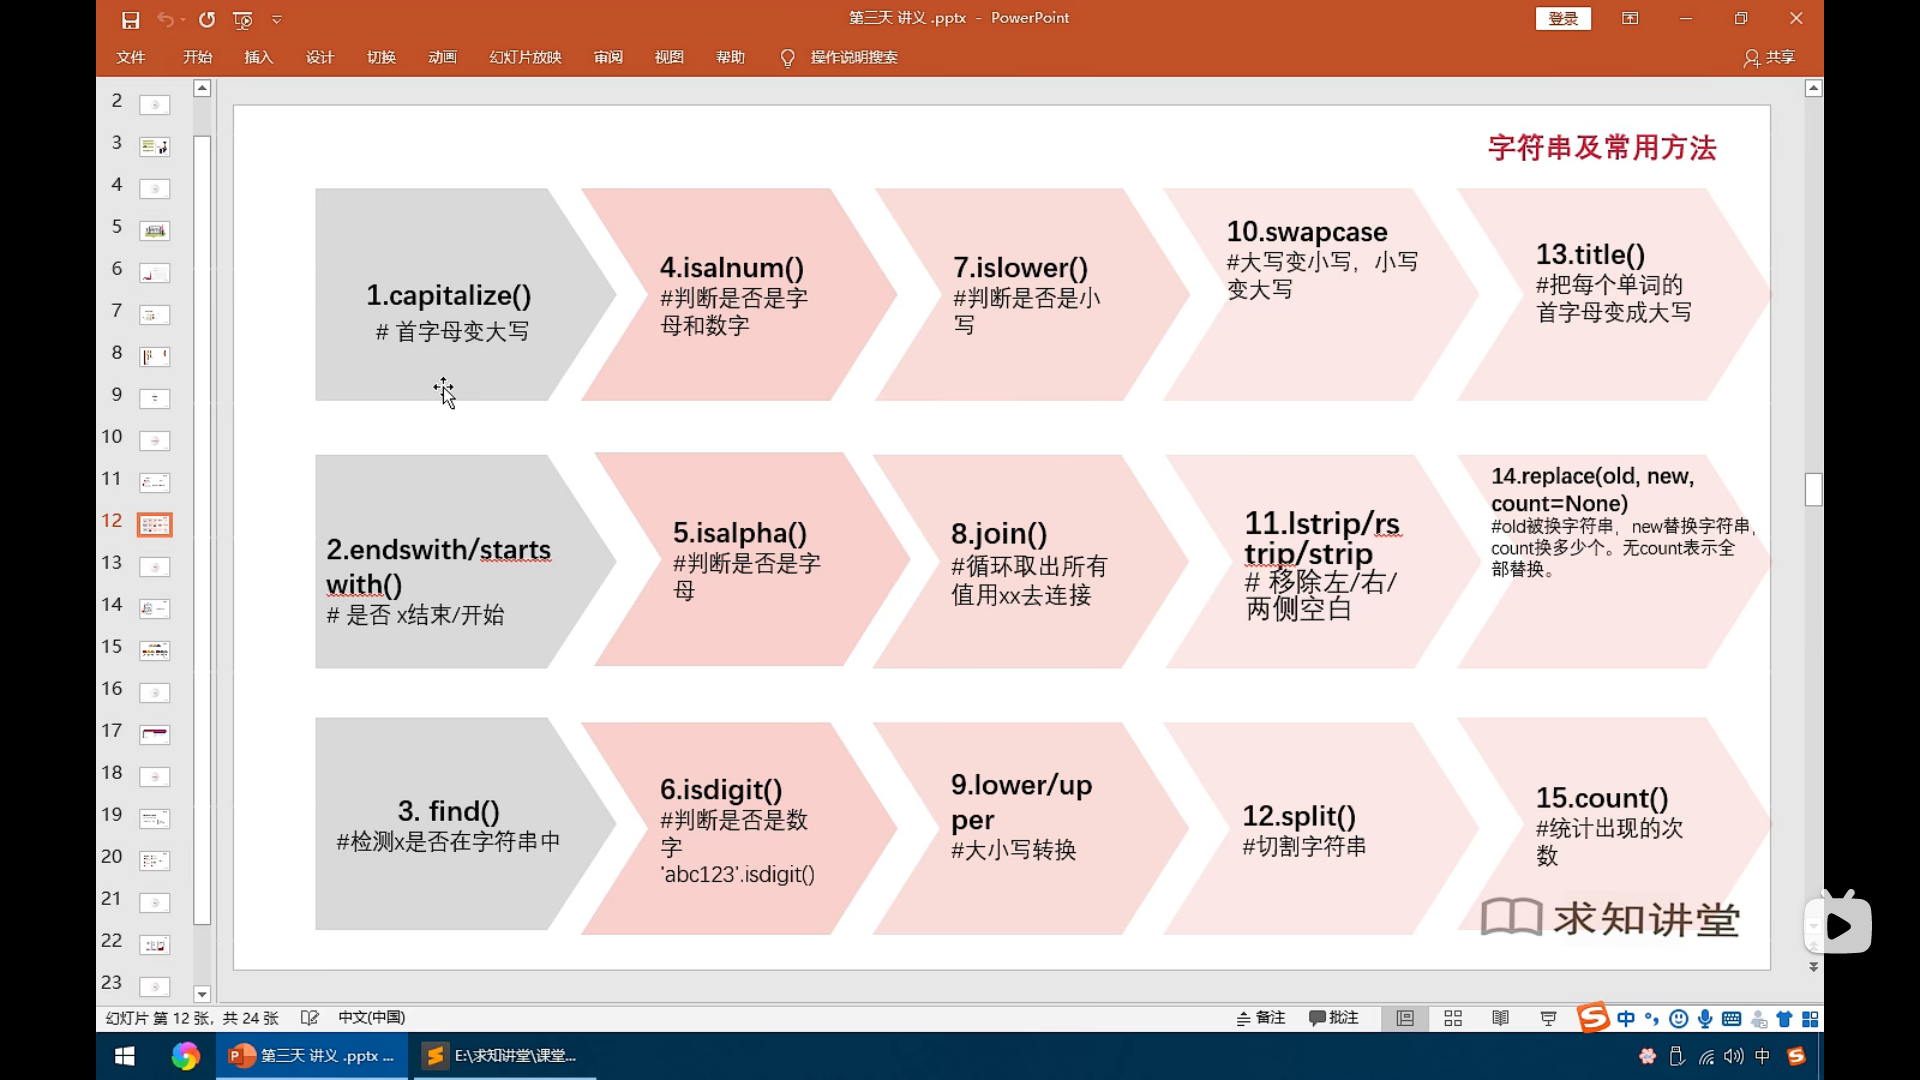 第三天 讲义 .pptx - PowerPoint
登录
文件 开始 插入 设计 切换 动画 幻灯片放映 审阅 视图 帮助 操作说明搜索 共享
2
3
4
5
6
7
8
9
10
11
12
13
14
15
16
17
18
19
20
21
22
23
字符串及常用方法
1.capitalize()
# 首字母变大写
4.isalnum()
#判断是否是字
母和数字
7.islower()
#判断是否是小
写
10.swapcase
#大写变小写，小写
变大写
13.title()
#把每个单词的
首字母变成大写
2.endswith/starts
with()
# 是否 x结束/开始
5.isalpha()
#判断是否是字
母
8.join()
#循环取出所有
值用xx去连接
11.lstrip/rs
trip/strip
# 移除左/右/
两侧空白
14.replace(old, new,
count=None)
#old被换字符串，new替换字符串，
count换多少个。无count表示全
部替换。
3. find()
#检测x是否在字符串中
6.isdigit()
#判断是否是数
字
'abc123'.isdigit()
9.lower/up
per
#大小写转换
12.split()
#切割字符串
15.count()
#统计出现的次
数
求知讲堂
幻灯片 第 12 张，共 24 张 中文(中国) 备注 批注 中
第三天 讲义 .pptx ... E:\求知讲堂\课堂... 中